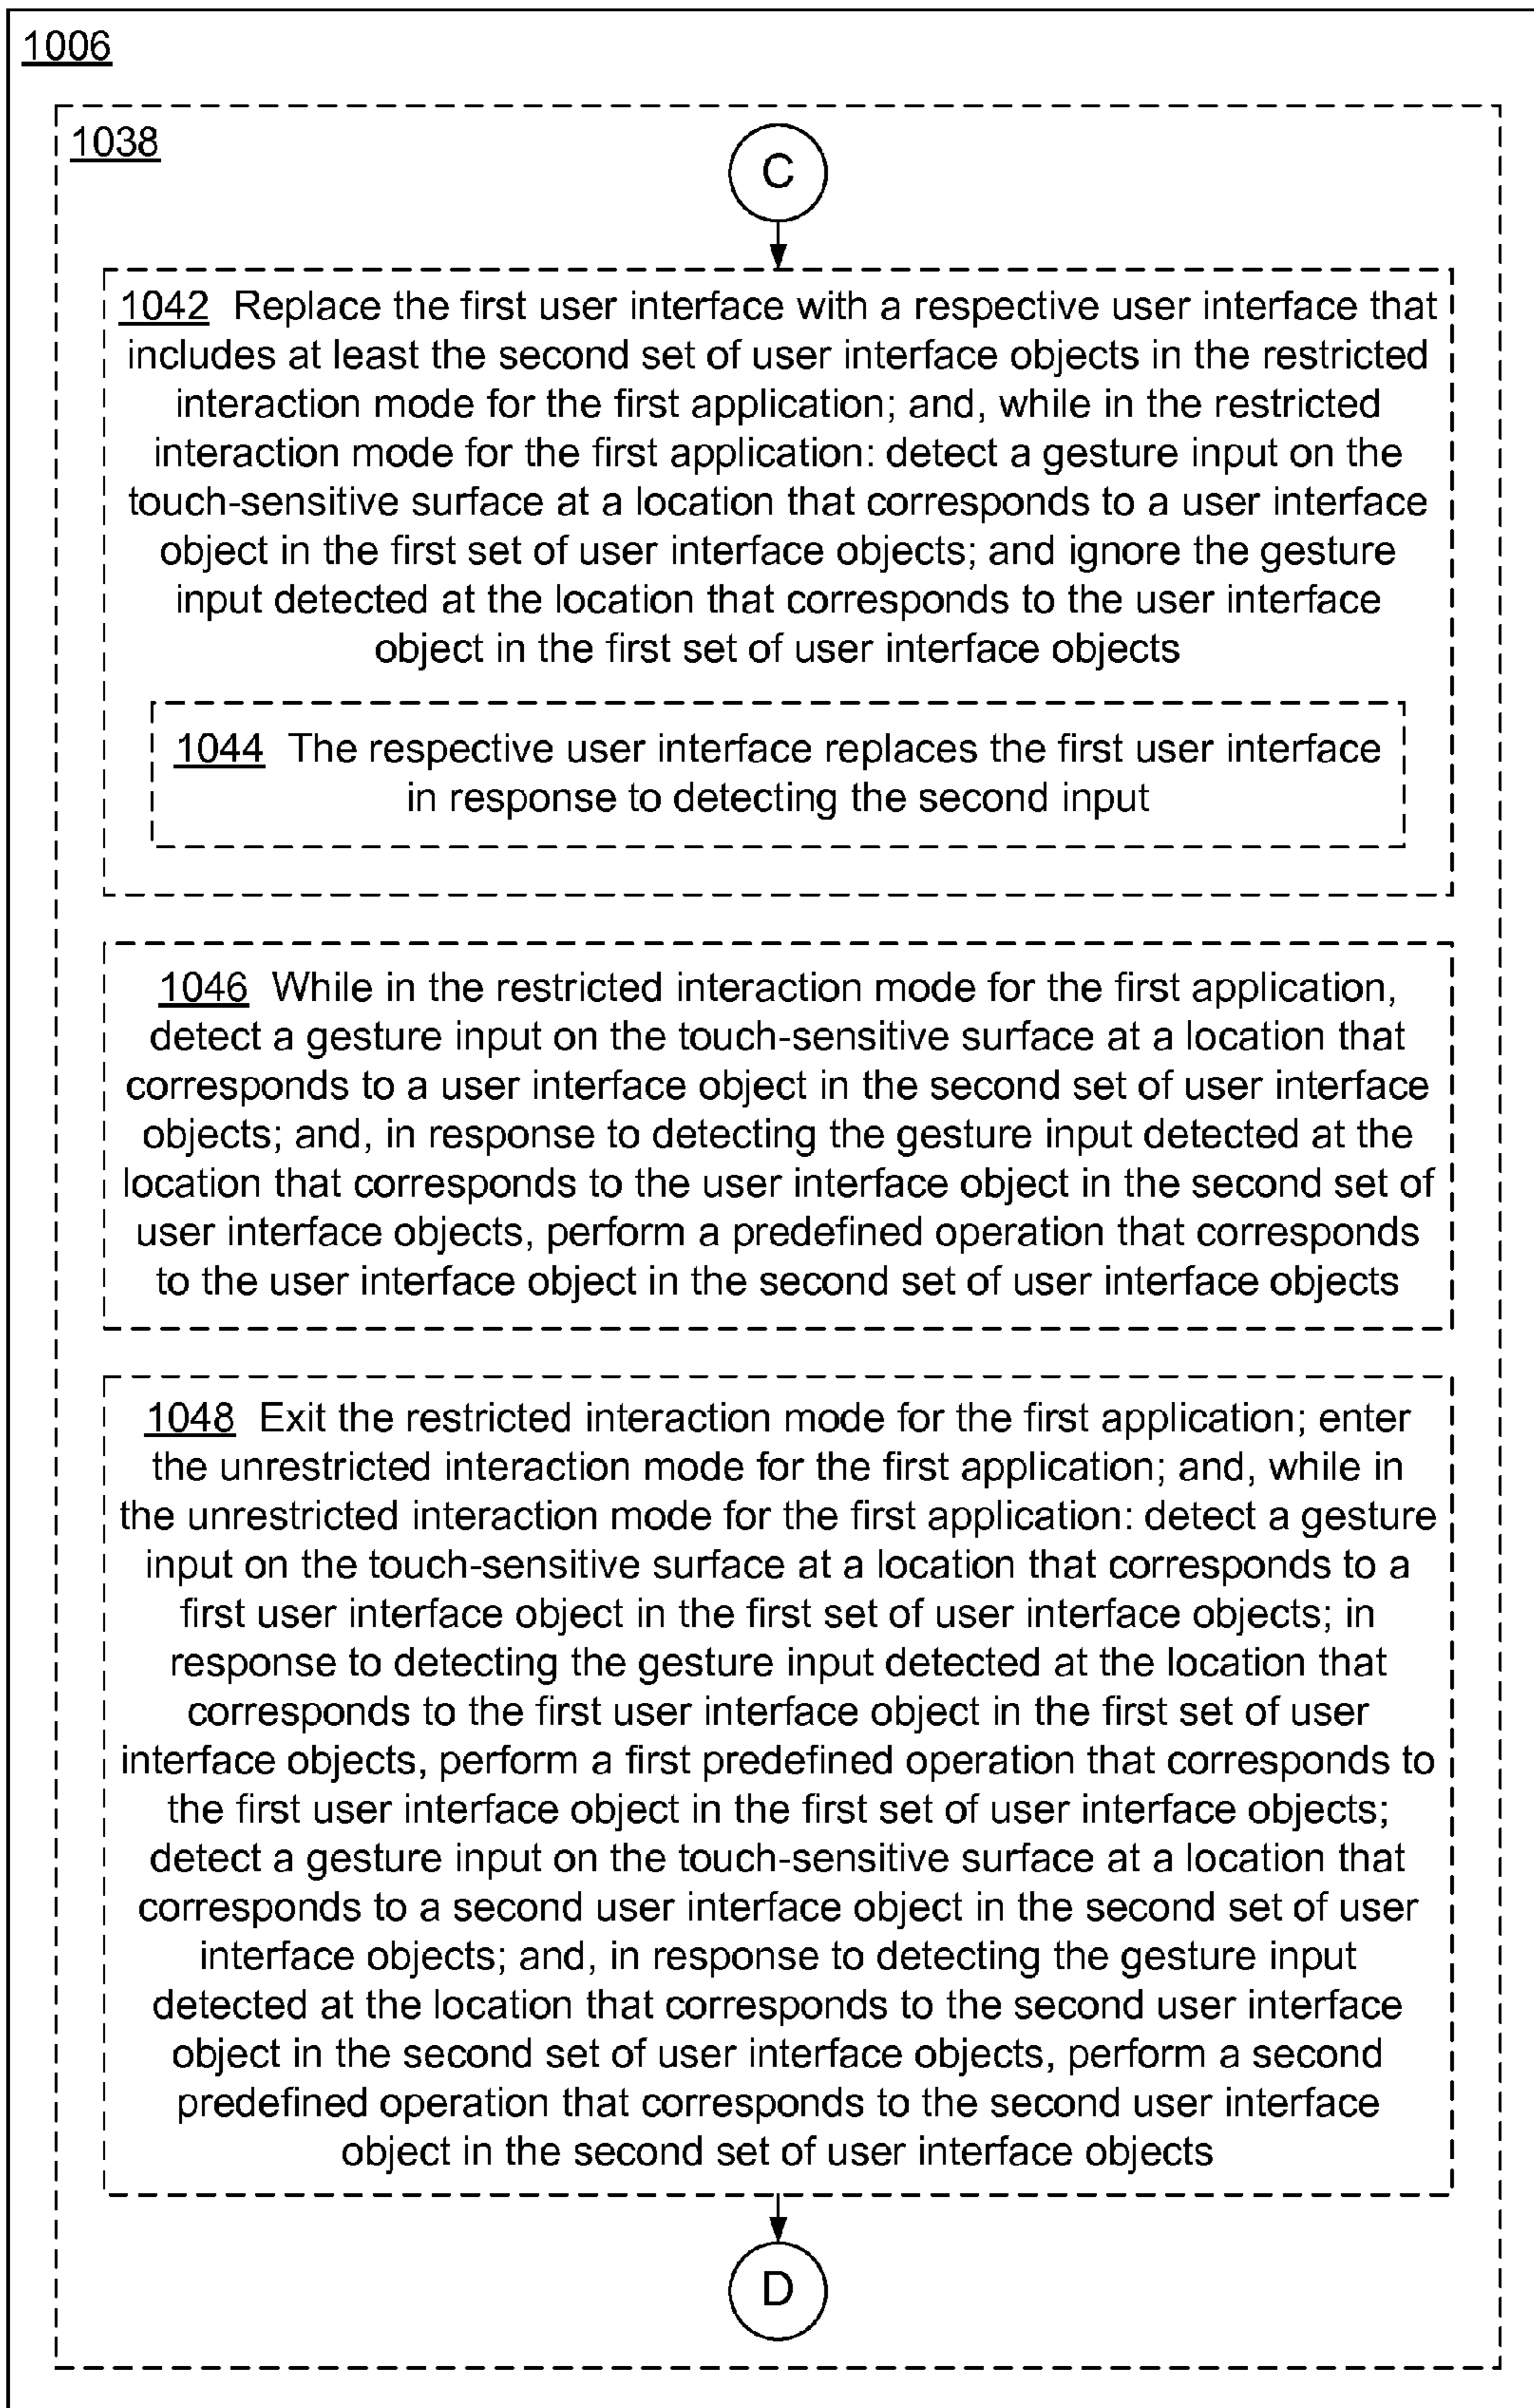 1006
1038
C
1042 Replace the first user interface with a respective user interface that
includes at least the second set of user interface objects in the restricted
interaction mode for the first application; and, while in the restricted
interaction mode for the first application: detect a gesture input on the
touch-sensitive surface at a location that corresponds to a user interface
object in the first set of user interface objects; and ignore the gesture
input detected at the location that corresponds to the user interface
object in the first set of user interface objects
1044 The respective user interface replaces the first user interface
in response to detecting the second input
1046 While in the restricted interaction mode for the first application,
detect a gesture input on the touch-sensitive surface at a location that
corresponds to a user interface object in the second set of user interface
objects; and, in response to detecting the gesture input detected at the
location that corresponds to the user interface object in the second set of
user interface objects, perform a predefined operation that corresponds
to the user interface object in the second set of user interface objects
1048 Exit the restricted interaction mode for the first application; enter
the unrestricted interaction mode for the first application; and, while in
the unrestricted interaction mode for the first application: detect a gesture
input on the touch-sensitive surface at a location that corresponds to a
first user interface object in the first set of user interface objects; in
response to detecting the gesture input detected at the location that
corresponds to the first user interface object in the first set of user
interface objects, perform a first predefined operation that corresponds to
the first user interface object in the first set of user interface objects;
detect a gesture input on the touch-sensitive surface at a location that
corresponds to a second user interface object in the second set of user
interface objects; and, in response to detecting the gesture input
detected at the location that corresponds to the second user interface
object in the second set of user interface objects, perform a second
predefined operation that corresponds to the second user interface
object in the second set of user interface objects
D